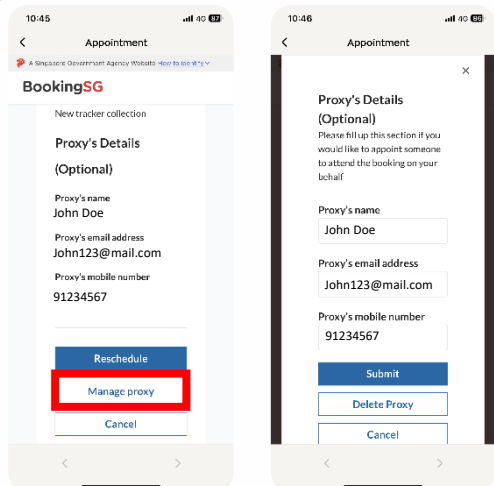 10:45
4G 87
Appointment
A Singapore Government Agency Website How to identify
BookingSG
New tracker collection
Proxy's Details
(Optional)
Proxy's name
John Doe
Proxy's email address
John123@mail.com
Proxy's mobile number
91234567
Reschedule
Manage proxy
Cancel
10:46
4G 86
Appointment
Proxy's Details
(Optional)
Please fill up this section if you
would like to appoint someone
to attend the booking on your
behalf
Proxy's name
John Doe
Proxy's email address
John123@mail.com
Proxy's mobile number
91234567
Submit
Delete Proxy
Cancel